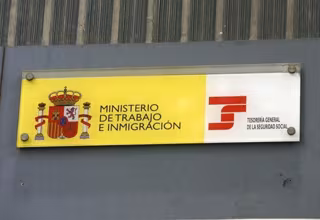 MINISTERIO
DE TRABAJO
E INMIGRACIÓN
TESORERÍA GENERAL
DE LA SEGURIDAD SOCIAL